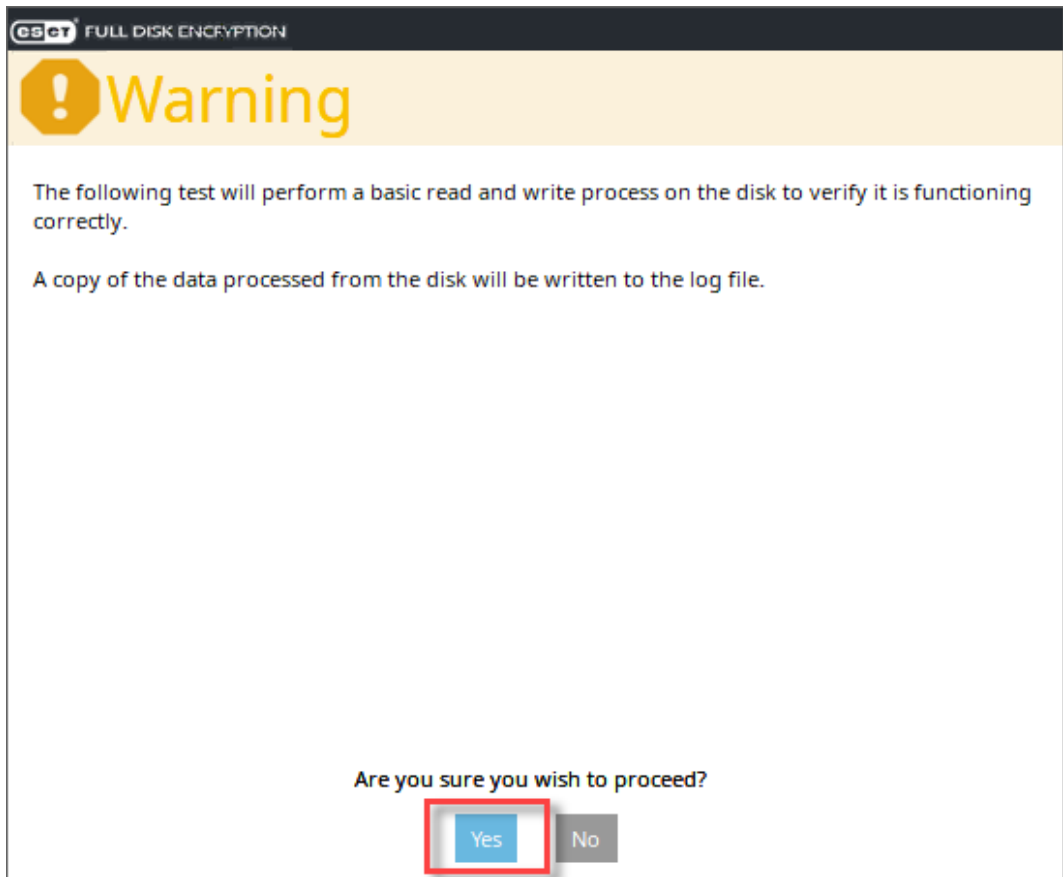 eset FULL DISK ENCRYPTION
Warning
The following test will perform a basic read and write process on the disk to verify it is functioning
correctly.
A copy of the data processed from the disk will be written to the log file.
Are you sure you wish to proceed?
Yes No